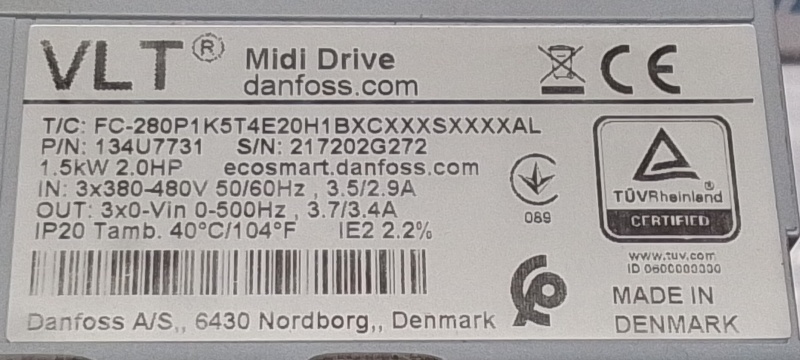 VLT® Midi Drive
danfoss.com
CE
T/C: FC-280P1K5T4E20H1BXCXXXSXXXXAL
P/N: 134U7731 S/N: 217202G272
1.5kW 2.0HP ecosmart.danfoss.com
IN: 3x380-480V 50/60Hz , 3.5/2.9A
OUT: 3x0-Vin 0-500Hz , 3.7/3.4A
IP20 Tamb. 40°C/104°F IE2 2.2%
089
TÜVRheinland®
CERTIFIED
www.tuv.com
ID 0600000000
MADE IN
DENMARK
Danfoss A/S,, 6430 Nordborg,, Denmark